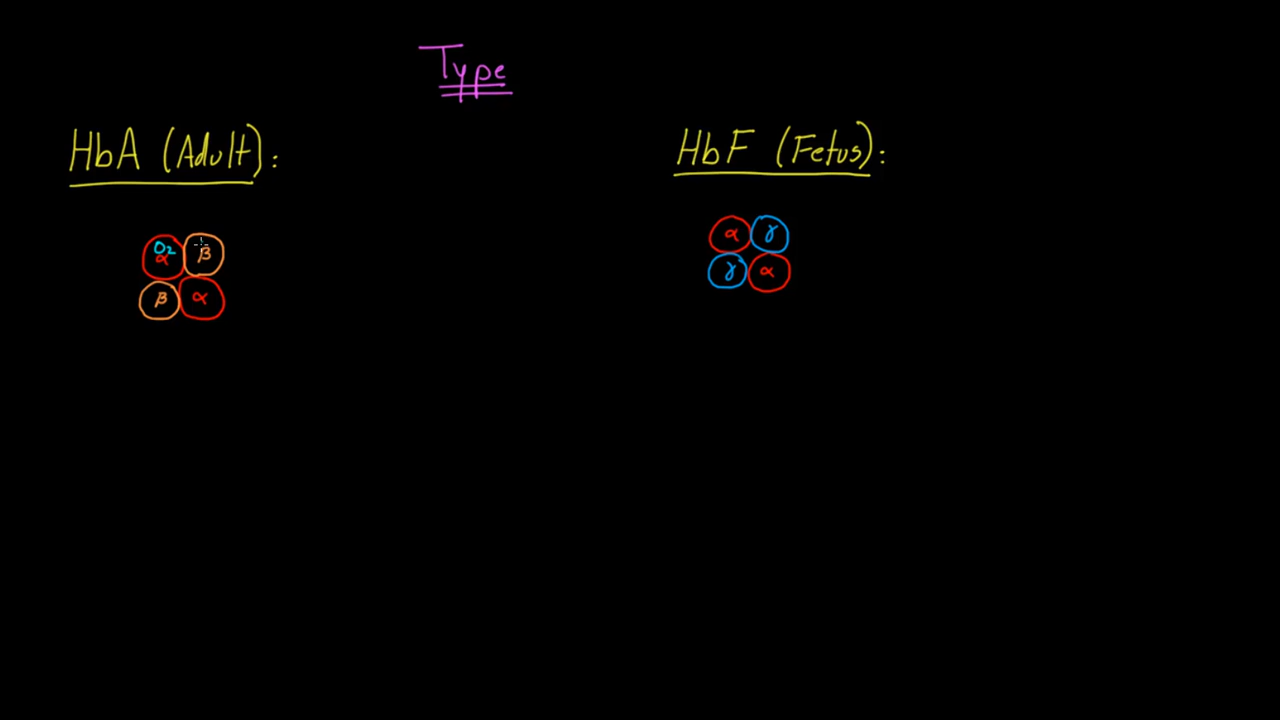 Type
HbA (Adult):
HbF (Fetus):
O2
α β
β α
α γ
γ α